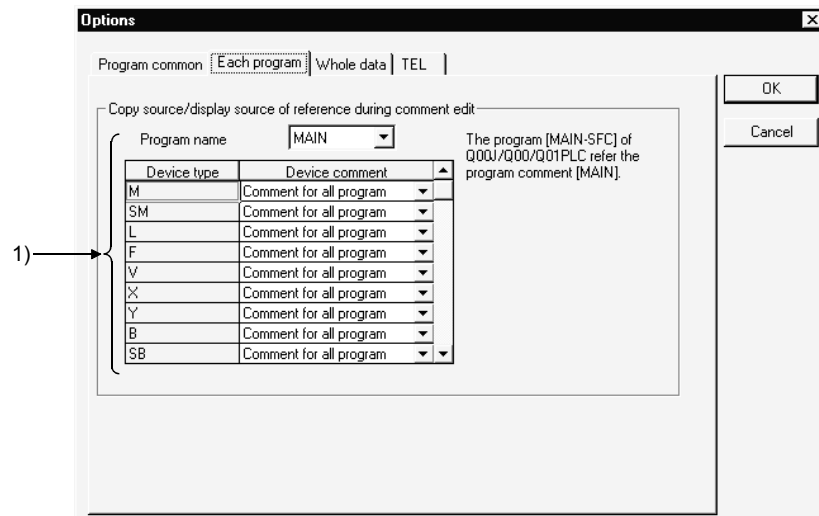 Options
Program common
Each program
Whole data
TEL
OK
Cancel
Copy source/display source of reference during comment edit
Program name
MAIN
The program [MAIN-SFC] of
Q00J/Q00/Q01PLC refer the
program comment [MAIN].
1)
Device type Device comment
M Comment for all program
SM Comment for all program
L Comment for all program
F Comment for all program
V Comment for all program
X Comment for all program
Y Comment for all program
B Comment for all program
SB Comment for all program